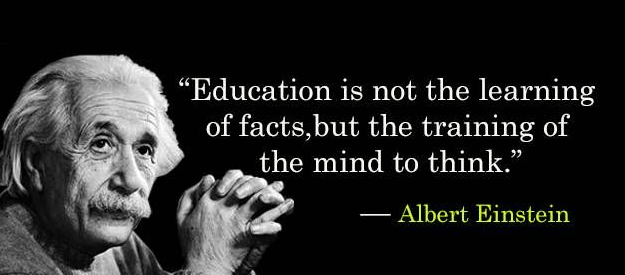 “Education is not the learning
of facts,but the training of
the mind to think.”
— Albert Einstein